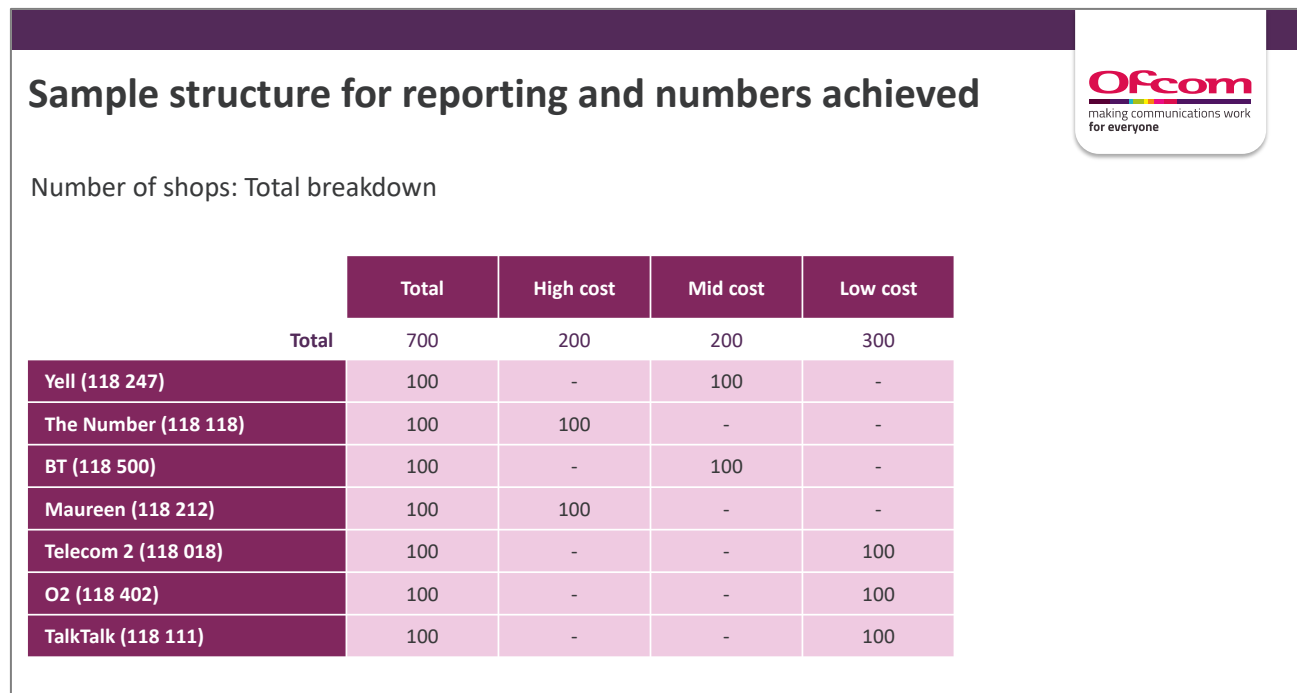 Sample structure for reporting and numbers achieved
Ofcom
making communications work
for everyone
Number of shops: Total breakdown
Total High cost Mid cost Low cost
Total 700 200 200 300
Yell (118 247) 100 - 100 -
The Number (118 118) 100 100 - -
BT (118 500) 100 - 100 -
Maureen (118 212) 100 100 - -
Telecom 2 (118 018) 100 - - 100
O2 (118 402) 100 - - 100
TalkTalk (118 111) 100 - - 100